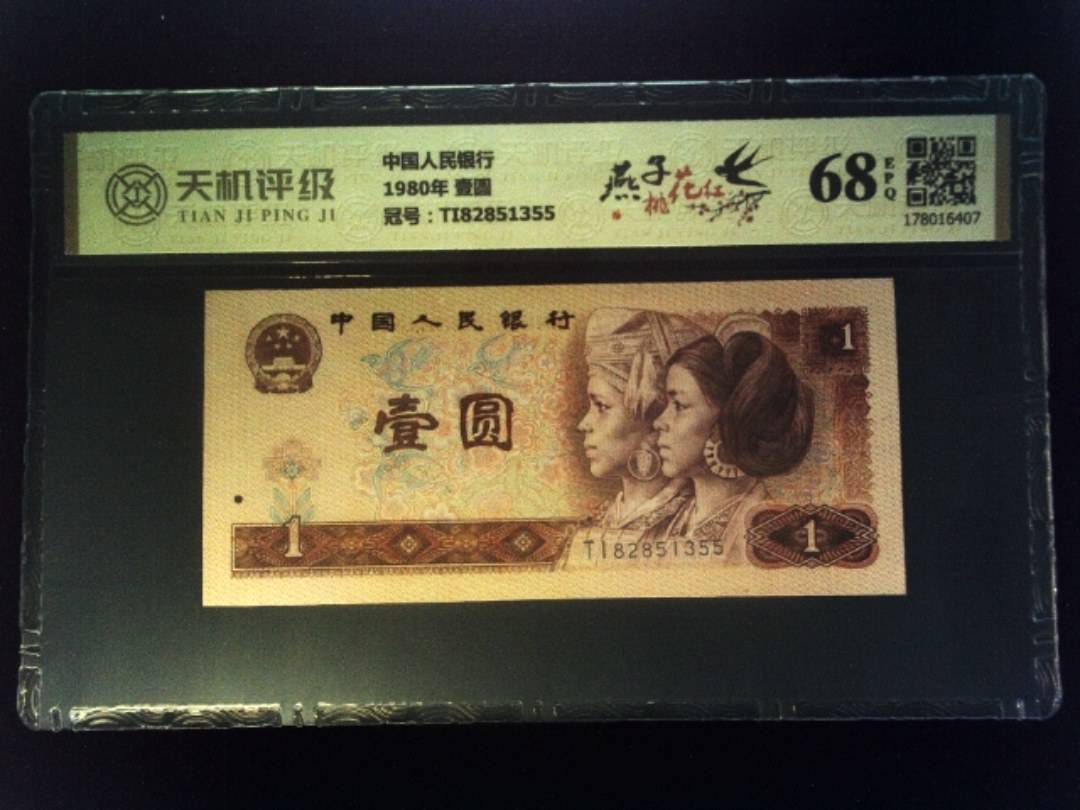 天机评级
TIAN JI PING JI
中国人民银行
1980年 壹圆
冠号：TI82851355
燕子
桃花红
68
EPQ
178016407
中国人民银行
1
壹圆
1
TI82851355
1